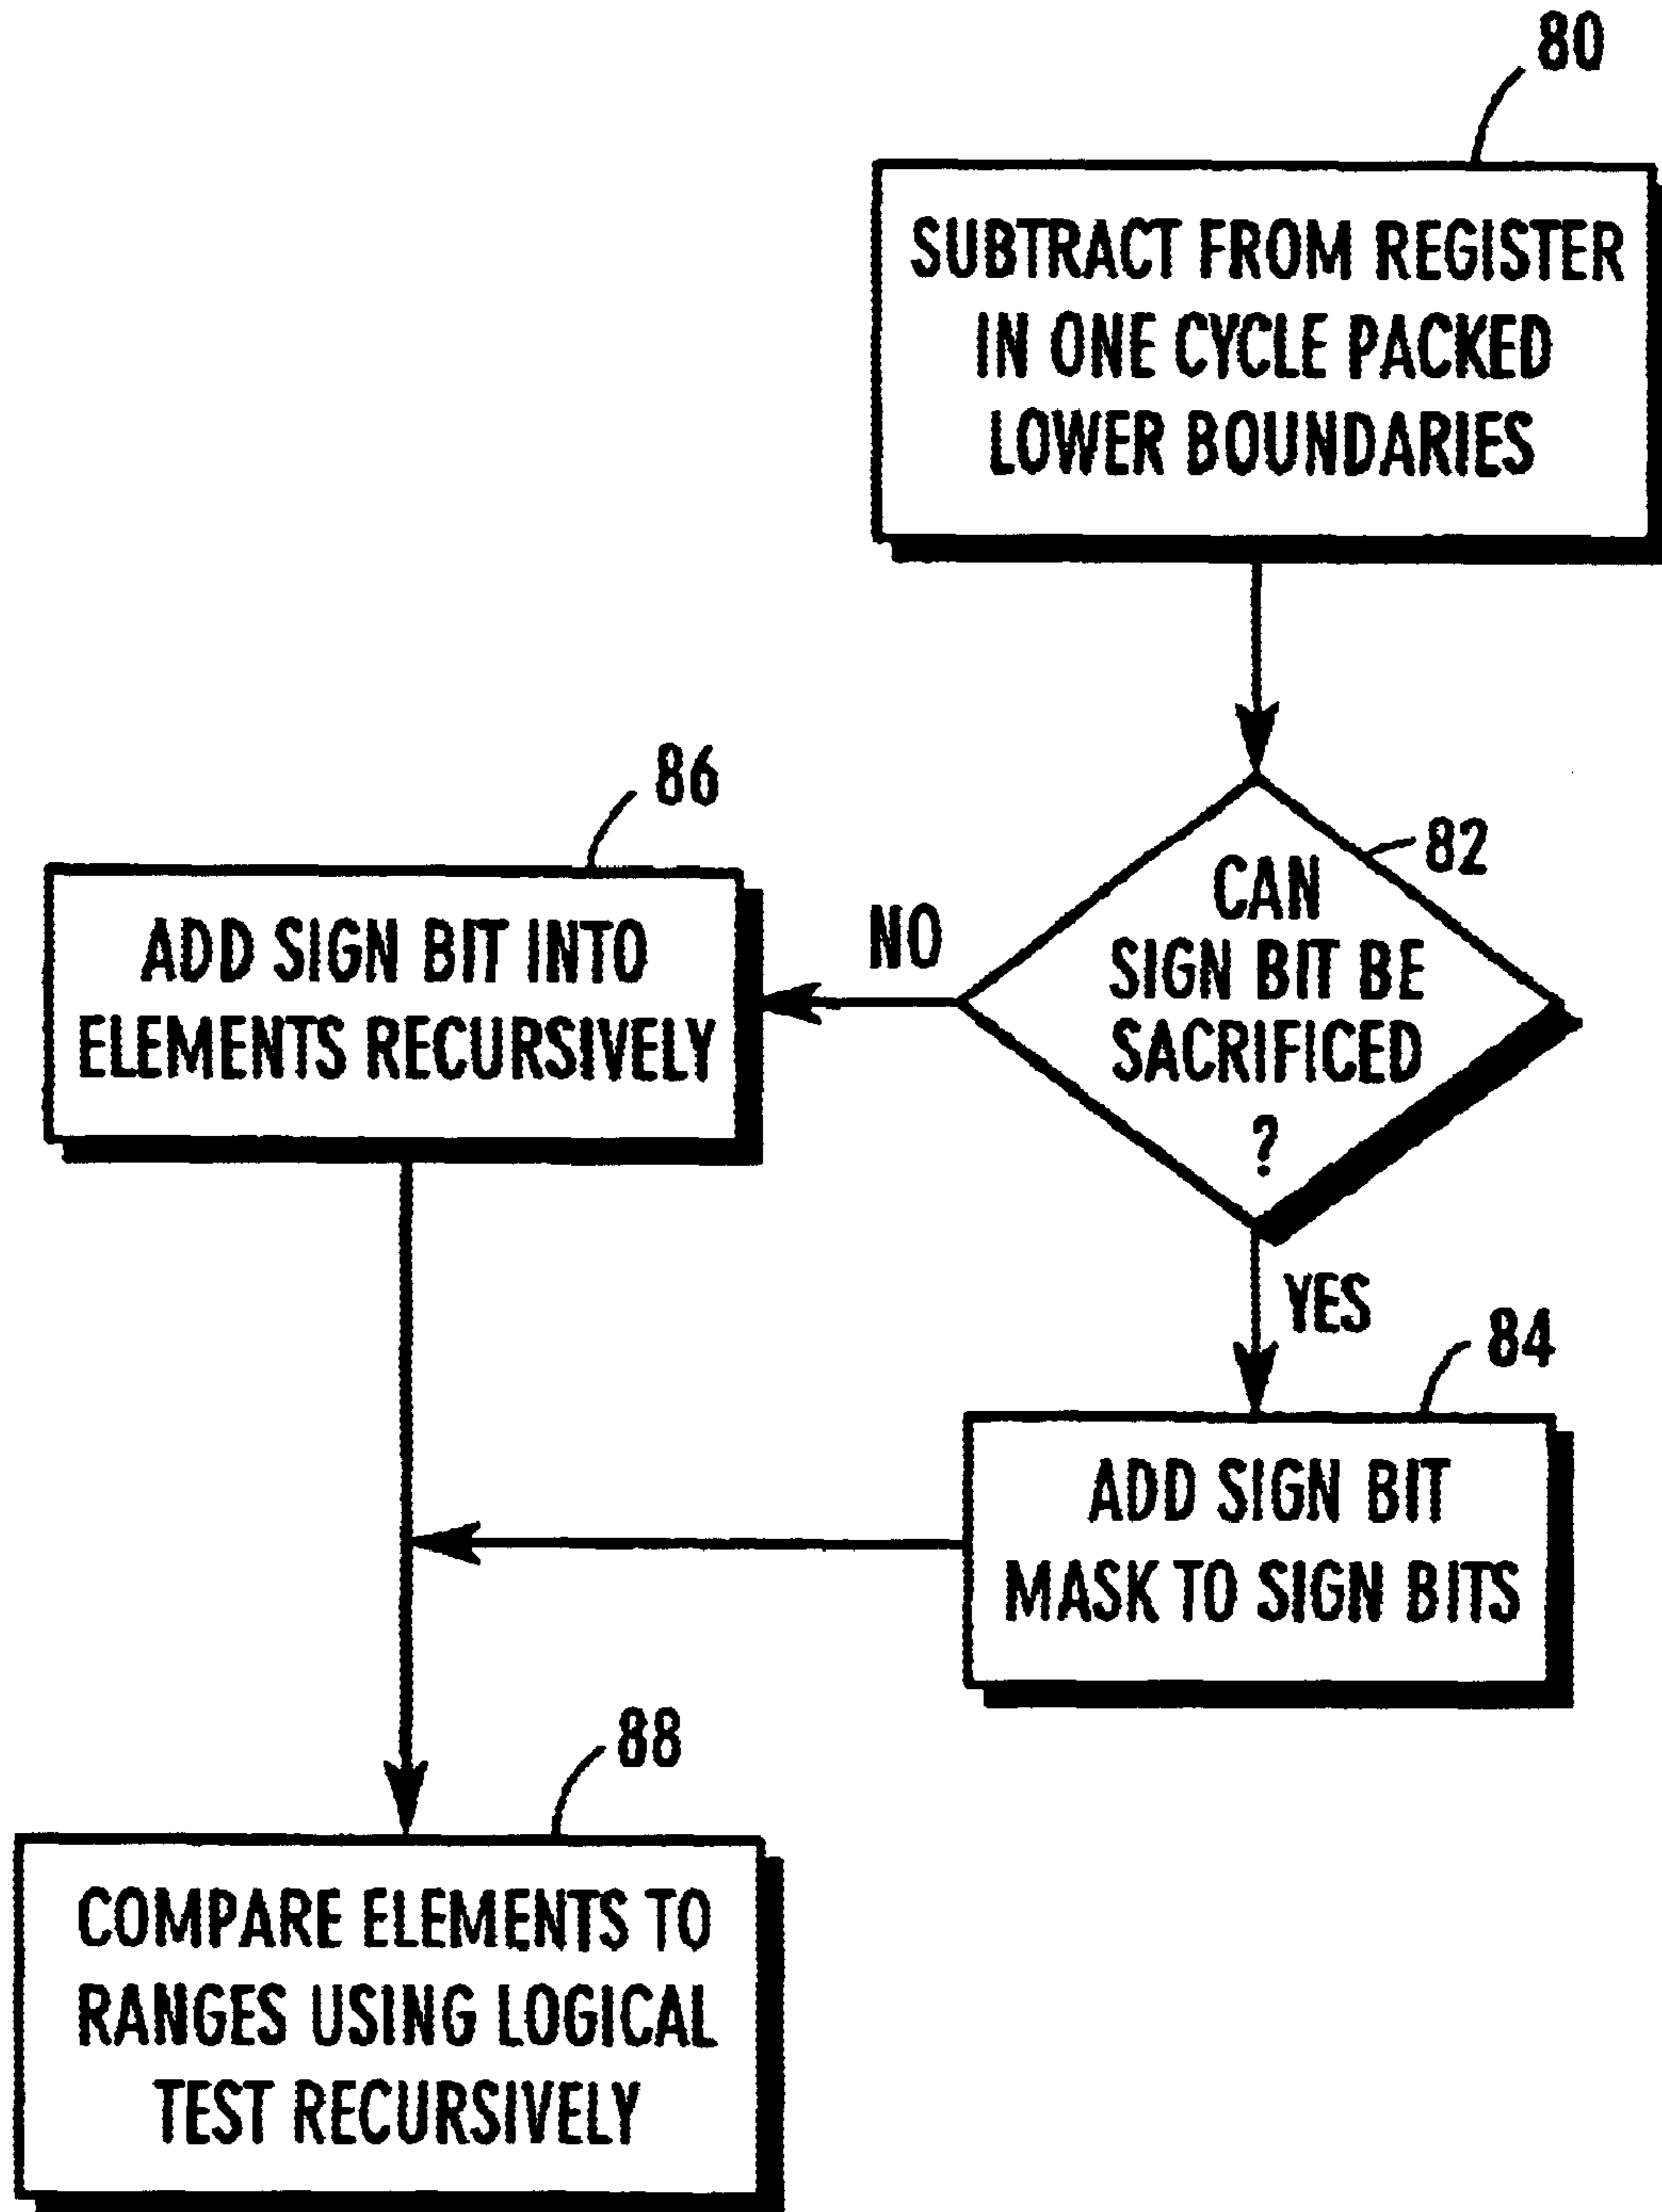 80
SUBTRACT FROM REGISTER
IN ONE CYCLE PACKED
LOWER BOUNDARIES
82
CAN
SIGN BIT BE
SACRIFICED
?
NO
86
ADD SIGN BIT INTO
ELEMENTS RECURSIVELY
YES
84
ADD SIGN BIT
MASK TO SIGN BITS
88
COMPARE ELEMENTS TO
RANGES USING LOGICAL
TEST RECURSIVELY